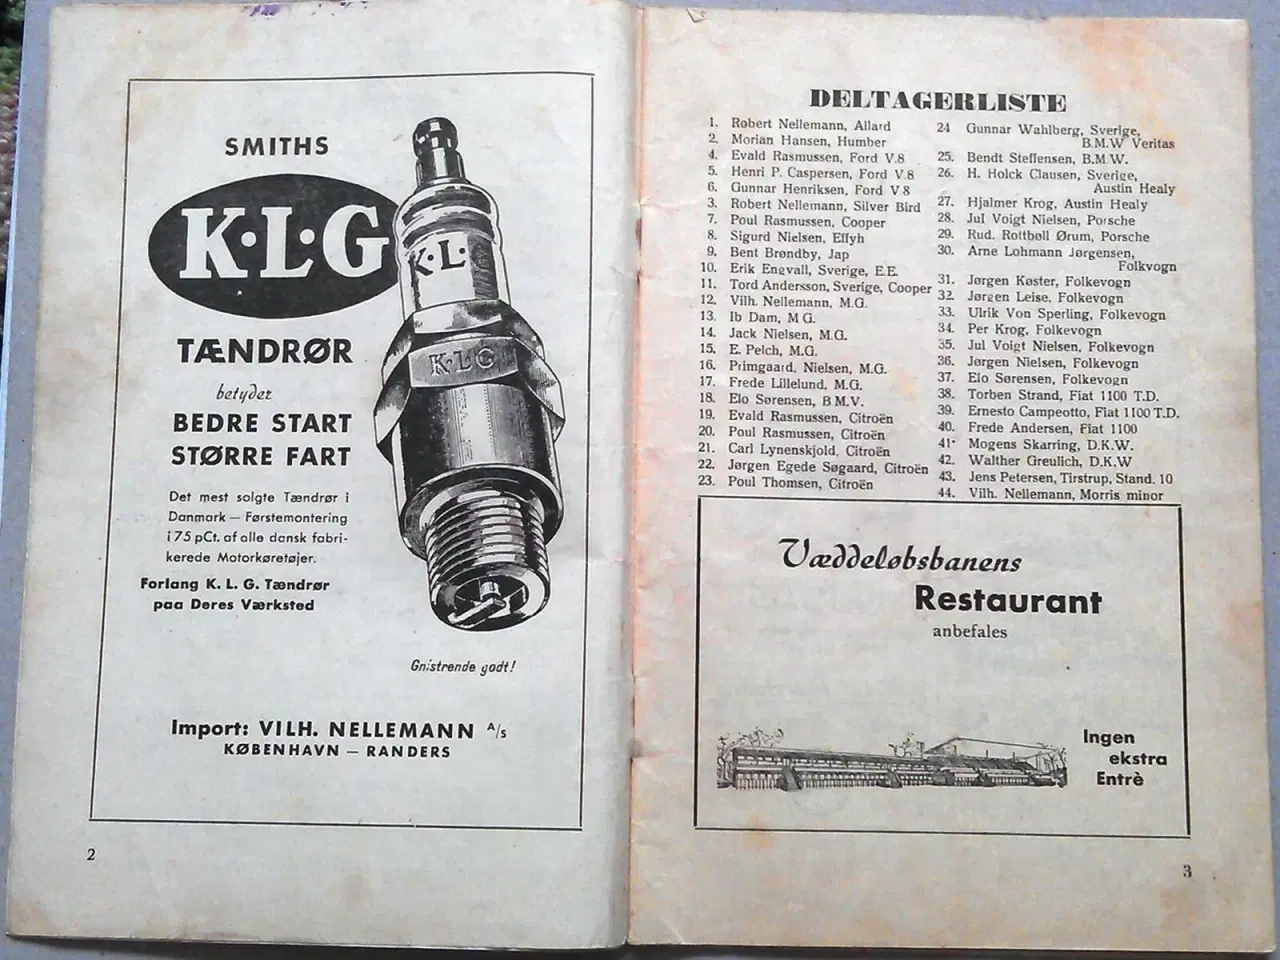 SMITHS
K·L·G
K·L·
KLG
TÆNDRØR
betyder
BEDRE START
STØRRE FART
Det mest solgte Tændrør i
Danmark — Førstemontering
i 75 pCt. af alle dansk fabri-
kerede Motorkøretøjer.
Forlang K. L. G. Tændrør
paa Deres Værksted
Gnistrende godt!
Import: VILH. NELLEMANN A/s
KØBENHAVN — RANDERS
2
DELTAGERLISTE
1. Robert Nellemann, Allard
2. Morian Hansen, Humber
4. Evald Rasmussen, Ford V.8
5. Henri P. Caspersen, Ford V.8
6. Gunnar Henriksen, Ford V 8
3. Robert Nellemann, Silver Bird
7. Poul Rasmussen, Cooper
8. Sigurd Nielsen, Effyh
9. Bent Brøndby, Jap
10. Erik Engvall, Sverige, E.E.
11. Tord Andersson, Sverige, Cooper
12. Vilh. Nellemann, M.G.
13. Ib Dam, M G.
14. Jack Nielsen, M.G.
15. E. Pelch, M.G.
16. Primgaard, Nielsen, M.G.
17. Frede Lillelund, M.G.
18. Elo Sørensen, B M.V.
19. Evald Rasmussen, Citroën
20. Poul Rasmussen, Citroën
21. Carl Lynenskjold, Citroën
22. Jørgen Egede Søgaard, Citroën
23. Poul Thomsen, Citroën
24 Gunnar Wahlberg, Sverige,
B.M.W Veritas
25. Bendt Steffensen, B.M.W.
26. H. Holck Clausen, Sverige,
Austin Healy
27. Hjalmer Krog, Austin Healy
28. Jul Voigt Nielsen, Porsche
29. Rud. Rottbøll Ørum, Porsche
30. Arne Lohmann Jørgensen,
Folkvogn
31. Jørgen Køster, Folkevogn
32. Jørgen Leise, Folkevogn
33. Ulrik Von Sperling, Folkevogn
34. Per Krog, Folkevogn
35. Jul Voigt Nielsen, Folkevogn
36. Jørgen Nielsen, Folkevogn
37. Elo Sørensen, Folkevogn
38. Torben Strand, Fiat 1100 T.D.
39. Ernesto Campeotto, Fiat 1100 T.D.
40. Frede Andersen, Fiat 1100
41· Mogens Skarring, D.K.W.
42. Walther Greulich, D.K.W
43. Jens Petersen, Tirstrup, Stand. 10
44. Vilh. Nellemann, Morris minor
Væddeløbsbanens
Restaurant
anbefales
Ingen
ekstra
Entrè
3